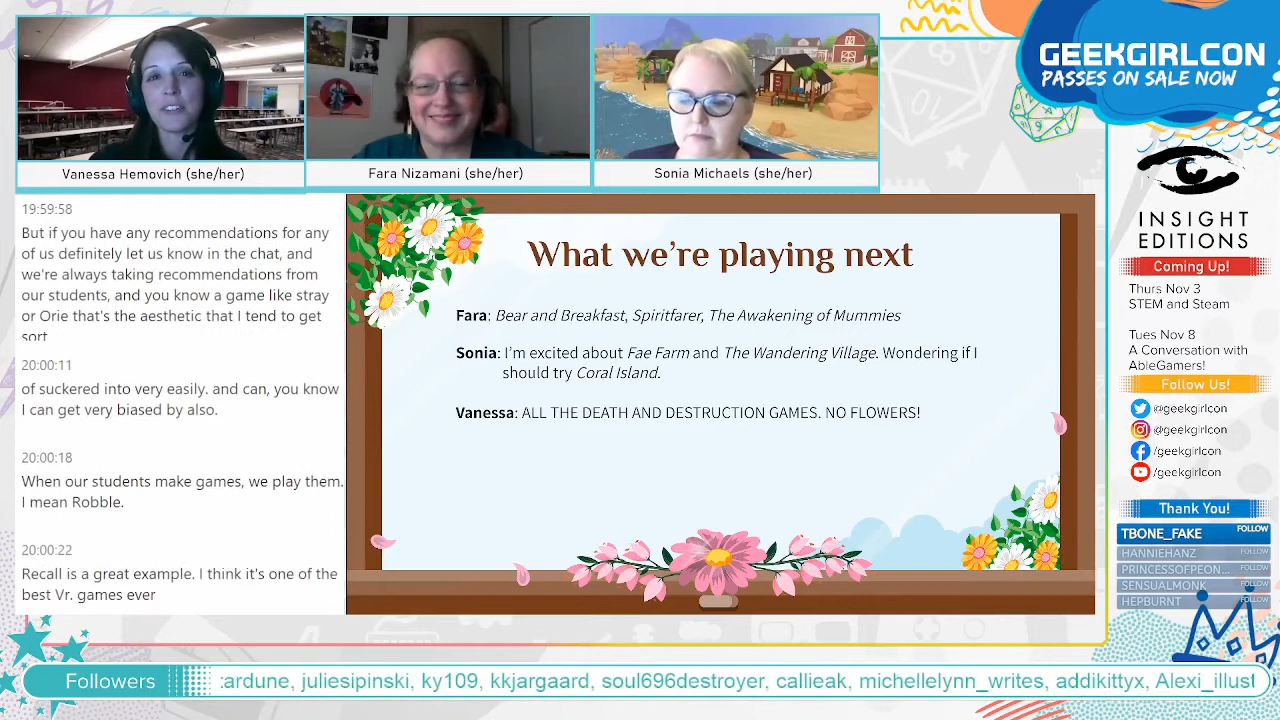 GEEKGIRLCON
PASSES ON SALE NOW
Vanessa Hemovich (she/her)
Fara Nizamani (she/her)
Sonia Michaels (she/her)
19:59:58
But if you have any recommendations for any
of us definitely let us know in the chat, and
we're always taking recommendations from
our students, and you know a game like stray
or Orie that's the aesthetic that I tend to get
sort
20:00:11
of suckered into very easily. and can, you know
I can get very biased by also.
20:00:18
When our students make games, we play them.
I mean Robble.
20:00:22
Recall is a great example. I think it's one of the
best Vr. games ever
What we're playing next
Fara: Bear and Breakfast, Spiritfarer, The Awakening of Mummies
Sonia: I'm excited about Fae Farm and The Wandering Village. Wondering if I
should try Coral Island.
Vanessa: ALL THE DEATH AND DESTRUCTION GAMES. NO FLOWERS!
INSIGHT
EDITIONS
Coming Up!
Thurs Nov 3
STEM and Steam
Tues Nov 8
A Conversation with
AbleGamers!
Follow Us!
@geekgirlcon
@geekgirlcon
/geekgirlcon
/geekgirlcon
Thank You!
TBONE_FAKE FOLLOW
HANNIEHANZ FOLLOW
PRINCESSOFPEON... FOLLOW
SENSUALMONK FOLLOW
HEPBURNT FOLLOW
Followers :ardune, juliesipinski, ky109, kkjargaard, soul696destroyer, callieak, michellelynn_writes, addikittyx, Alexi_illust